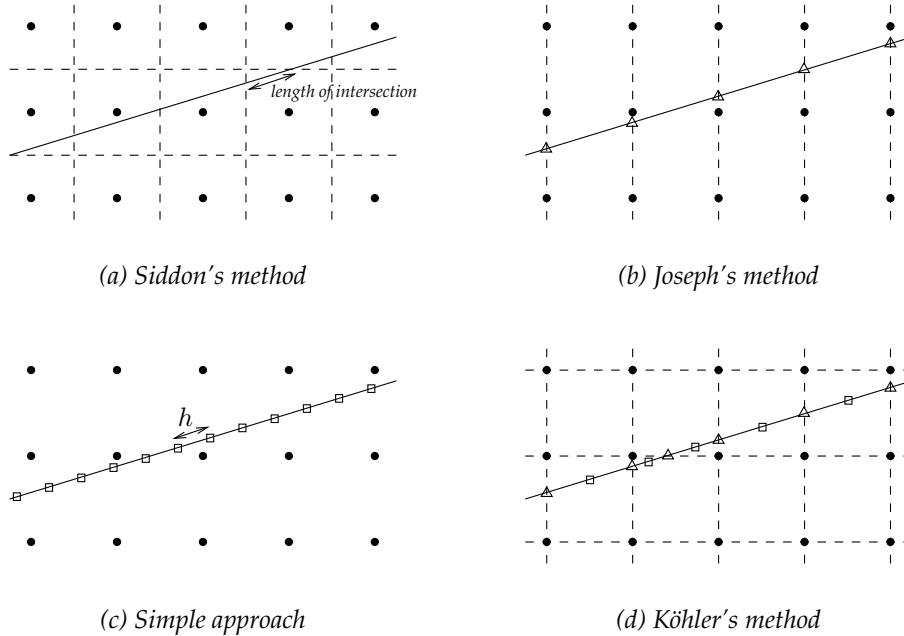 length of intersection
(a) Siddon's method
(b) Joseph's method
h
(c) Simple approach
(d) Köhler's method